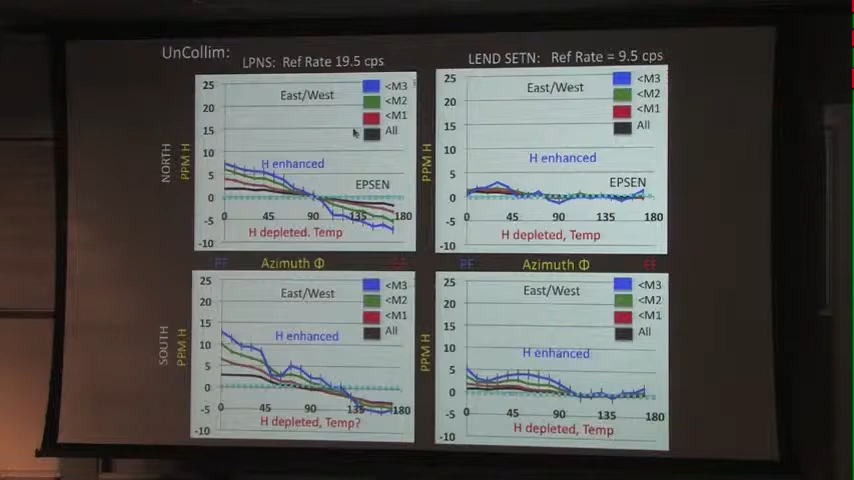 UnCollim:
LPNS: Ref Rate 19.5 cps
LEND SETN: Ref Rate = 9.5 cps
NORTH
PPM H
25
20
15
10
5
0
-5
-10
East/West
<M3
<M2
<M1
All
H enhanced
EPSEN
0 45 90 135 180
H depleted. Temp
PPM H
25
20
15
10
5
0
-5
-10
East/West
<M3
<M2
<M1
All
H enhanced
EPSEN
0 45 90 135 180
H depleted, Temp
PF Azimuth Φ EF
PF Azimuth Φ EF
SOUTH
PPM H
25
20
15
10
5
0
-5
-10
East/West
<M3
<M2
<M1
All
H enhanced
0 45 90 135 180
H depleted, Temp?
PPM H
25
20
15
10
5
0
-5
-10
East/West
<M3
<M2
<M1
All
H enhanced
0 45 90 135 180
H depleted, Temp